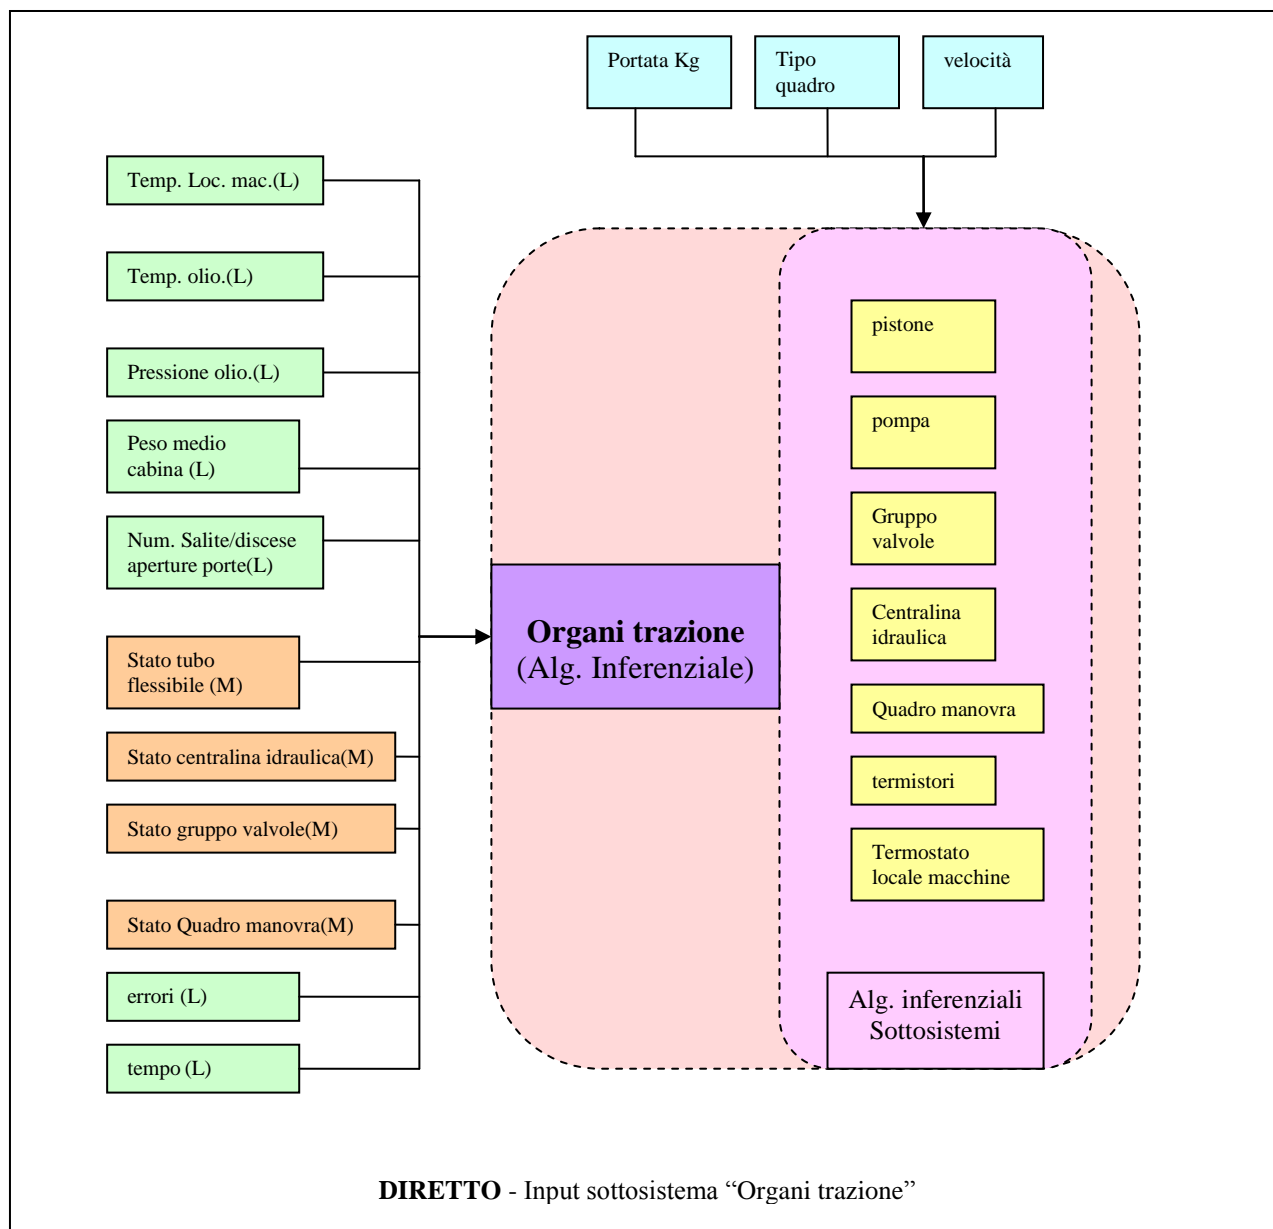 Portata Kg
Tipo
quadro
velocità
Temp. Loc. mac.(L)
Temp. olio.(L)
Pressione olio.(L)
Peso medio
cabina (L)
Num. Salite/discese
aperture porte(L)
Stato tubo
flessibile (M)
Stato centralina idraulica(M)
Stato gruppo valvole(M)
Stato Quadro manovra(M)
errori (L)
tempo (L)
Organi trazione
(Alg. Inferenziale)
pistone
pompa
Gruppo
valvole
Centralina
idraulica
Quadro manovra
termistori
Termostato
locale macchine
Alg. inferenziali
Sottosistemi
DIRETTO - Input sottosistema “Organi trazione”